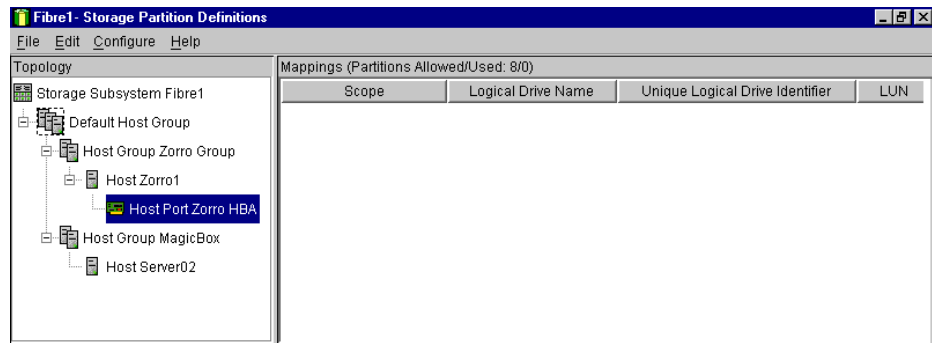 Fibre1- Storage Partition Definitions
File Edit Configure Help
Topology
Mappings (Partitions Allowed/Used: 8/0)
Storage Subsystem Fibre1
Scope Logical Drive Name Unique Logical Drive Identifier LUN
Default Host Group
Host Group Zorro Group
Host Zorro1
Host Port Zorro HBA
Host Group MagicBox
Host Server02